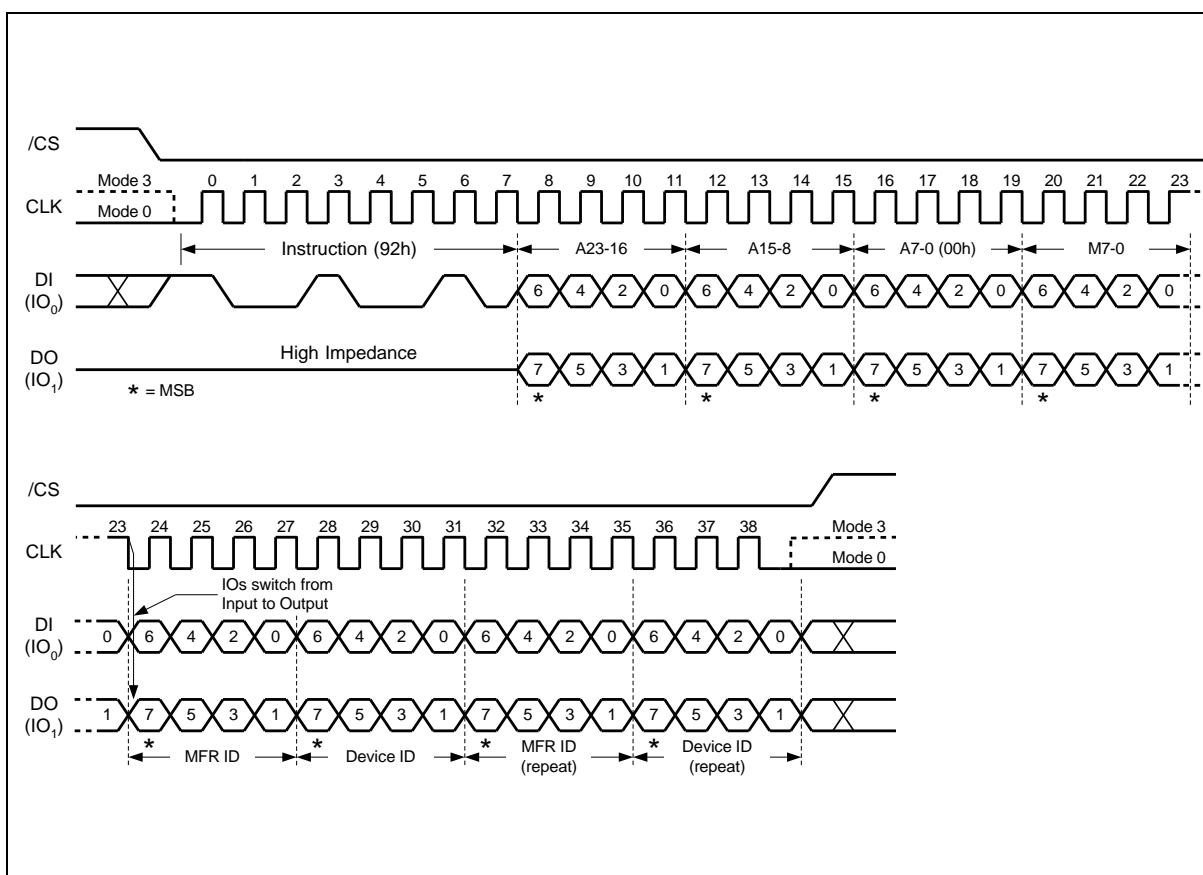 /CS
Mode 3 0 1 2 3 4 5 6 7 8 9 10 11 12 13 14 15 16 17 18 19 20 21 22 23
CLK Mode 0
Instruction (92h) A23-16 A15-8 A7-0 (00h) M7-0
DI
(IO0) 6 4 2 0 6 4 2 0 6 4 2 0 6 4 2 0
DO High Impedance
(IO1) 7 5 3 1 7 5 3 1 7 5 3 1 7 5 3 1
* = MSB * * * *
/CS
23 24 25 26 27 28 29 30 31 32 33 34 35 36 37 38 Mode 3
CLK Mode 0
IOs switch from
Input to Output
DI
(IO0) 0 6 4 2 0 6 4 2 0 6 4 2 0 6 4 2 0
DO
(IO1) 1 7 5 3 1 7 5 3 1 7 5 3 1 7 5 3 1
* * * *
MFR ID Device ID MFR ID (repeat) Device ID (repeat)